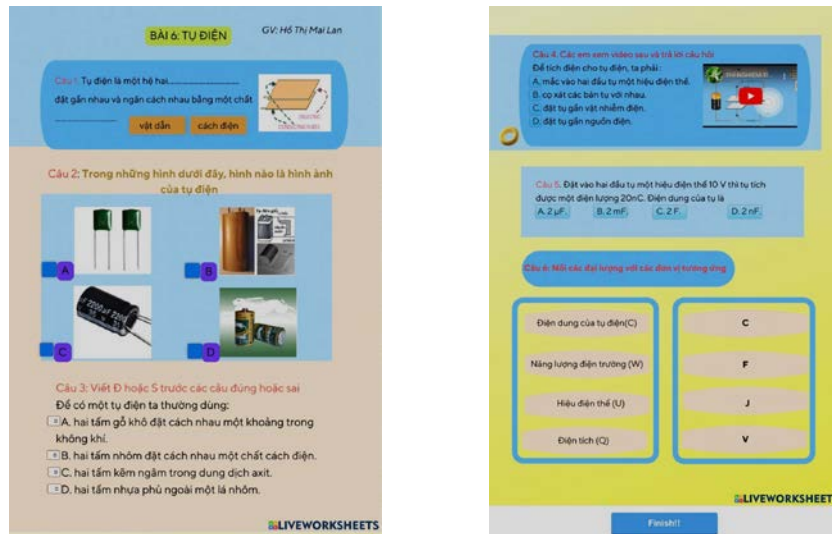 BÀI 6: TỤ ĐIỆN
GV: Hồ Thị Mai Lan
Câu 1. Tụ điện là một hệ hai
đặt gần nhau và ngăn cách nhau bằng một chất
vật dẫn
cách điện
Câu 2: Trong những hình dưới đây, hình nào là hình ảnh
của tụ điện
A
B
2200µF
C
D
Câu 3: Viết Đ hoặc S trước các câu đúng hoặc sai
Để có một tụ điện ta thường dùng:
A. hai tấm gỗ khô đặt cách nhau một khoảng trong
không khí.
B. hai tấm nhôm đặt cách nhau một chất cách điện.
C. hai tấm kẽm ngâm trong dung dịch axit.
D. hai tấm nhựa phủ ngoài một lá nhôm.
LIVEWORKSHEETS
Câu 4. Các em xem video sau và trả lời câu hỏi
Để tích điện cho tụ điện, ta phải:
A. mắc vào hai đầu tụ một hiệu điện thế.
B. cọ xát các bản tụ với nhau.
C. đặt tụ gần vật nhiễm điện.
D. đặt tụ gần nguồn điện.
Câu 5. Đặt vào hai đầu tụ một hiệu điện thế 10 V thì tụ tích
được một điện lượng 20nC. Điện dung của tụ là
A. 2 µF. B. 2 mF. C. 2 F. D. 2 nF.
Câu 6: Nối các đại lượng với các đơn vị tương ứng
Điện dung của tụ điện(C)
C
Năng lượng điện trường (W)
F
Hiệu điện thế (U)
J
Điện tích (Q)
V
LIVEWORKSHEET
Finish!!